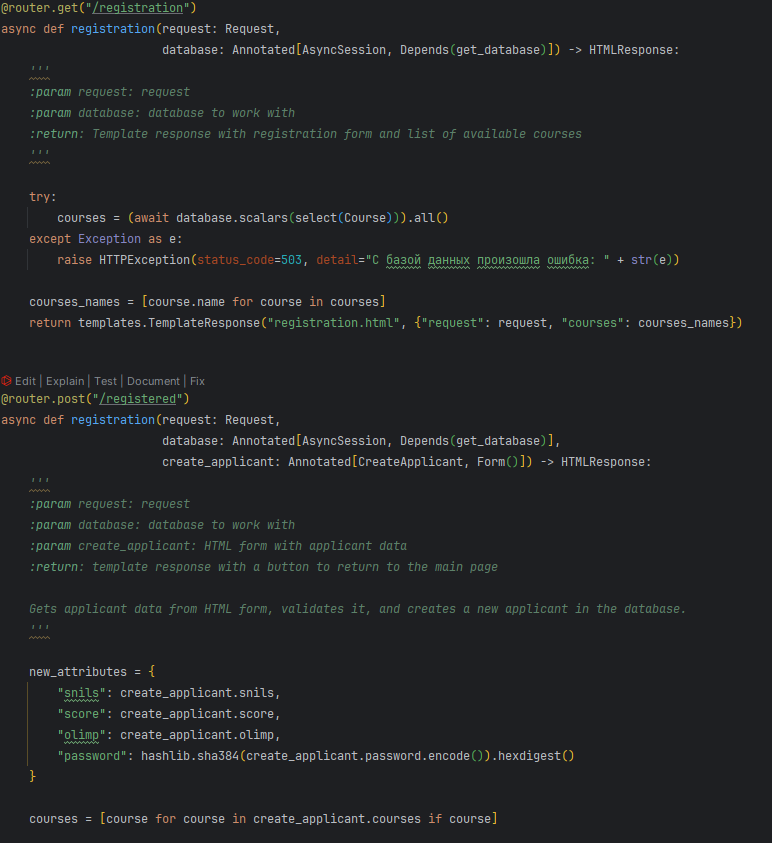 @router.get("/registration")
async def registration(request: Request,
                       database: Annotated[AsyncSession, Depends(get_database)]) -> HTMLResponse:
    '''
    :param request: request
    :param database: database to work with
    :return: Template response with registration form and list of available courses
    '''
    try:
        courses = (await database.scalars(select(Course))).all()
    except Exception as e:
        raise HTTPException(status_code=503, detail="С базой данных произошла ошибка: " + str(e))
    courses_names = [course.name for course in courses]
    return templates.TemplateResponse("registration.html", {"request": request, "courses": courses_names})
Edit | Explain | Test | Document | Fix
@router.post("/registered")
async def registration(request: Request,
                       database: Annotated[AsyncSession, Depends(get_database)],
                       create_applicant: Annotated[CreateApplicant, Form()]) -> HTMLResponse:
    '''
    :param request: request
    :param database: database to work with
    :param create_applicant: HTML form with applicant data
    :return: template response with a button to return to the main page
    Gets applicant data from HTML form, validates it, and creates a new applicant in the database.
    '''
    new_attributes = {
        "snils": create_applicant.snils,
        "score": create_applicant.score,
        "olimp": create_applicant.olimp,
        "password": hashlib.sha384(create_applicant.password.encode()).hexdigest()
    }
    courses = [course for course in create_applicant.courses if course]